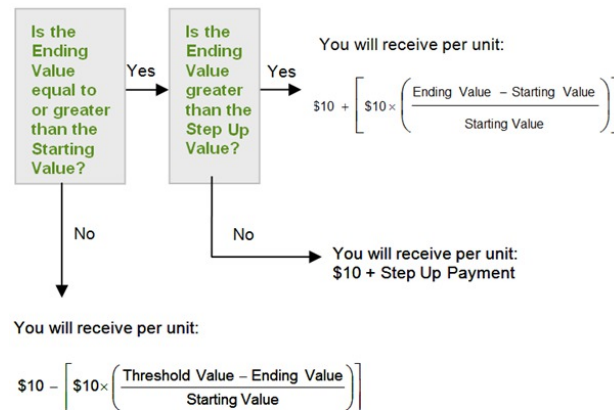 Is the
Ending
Value
equal to
or greater
than the
Starting
Value?
Yes
Is the
Ending
Value
greater
than the
Step Up
Value?
Yes
You will receive per unit:
$10 + [ $10 × ( Ending Value – Starting Value
Starting Value ) ]
No
No
You will receive per unit:
$10 + Step Up Payment
You will receive per unit:
$10 – [ $10× ( Threshold Value – Ending Value
Starting Value ) ]